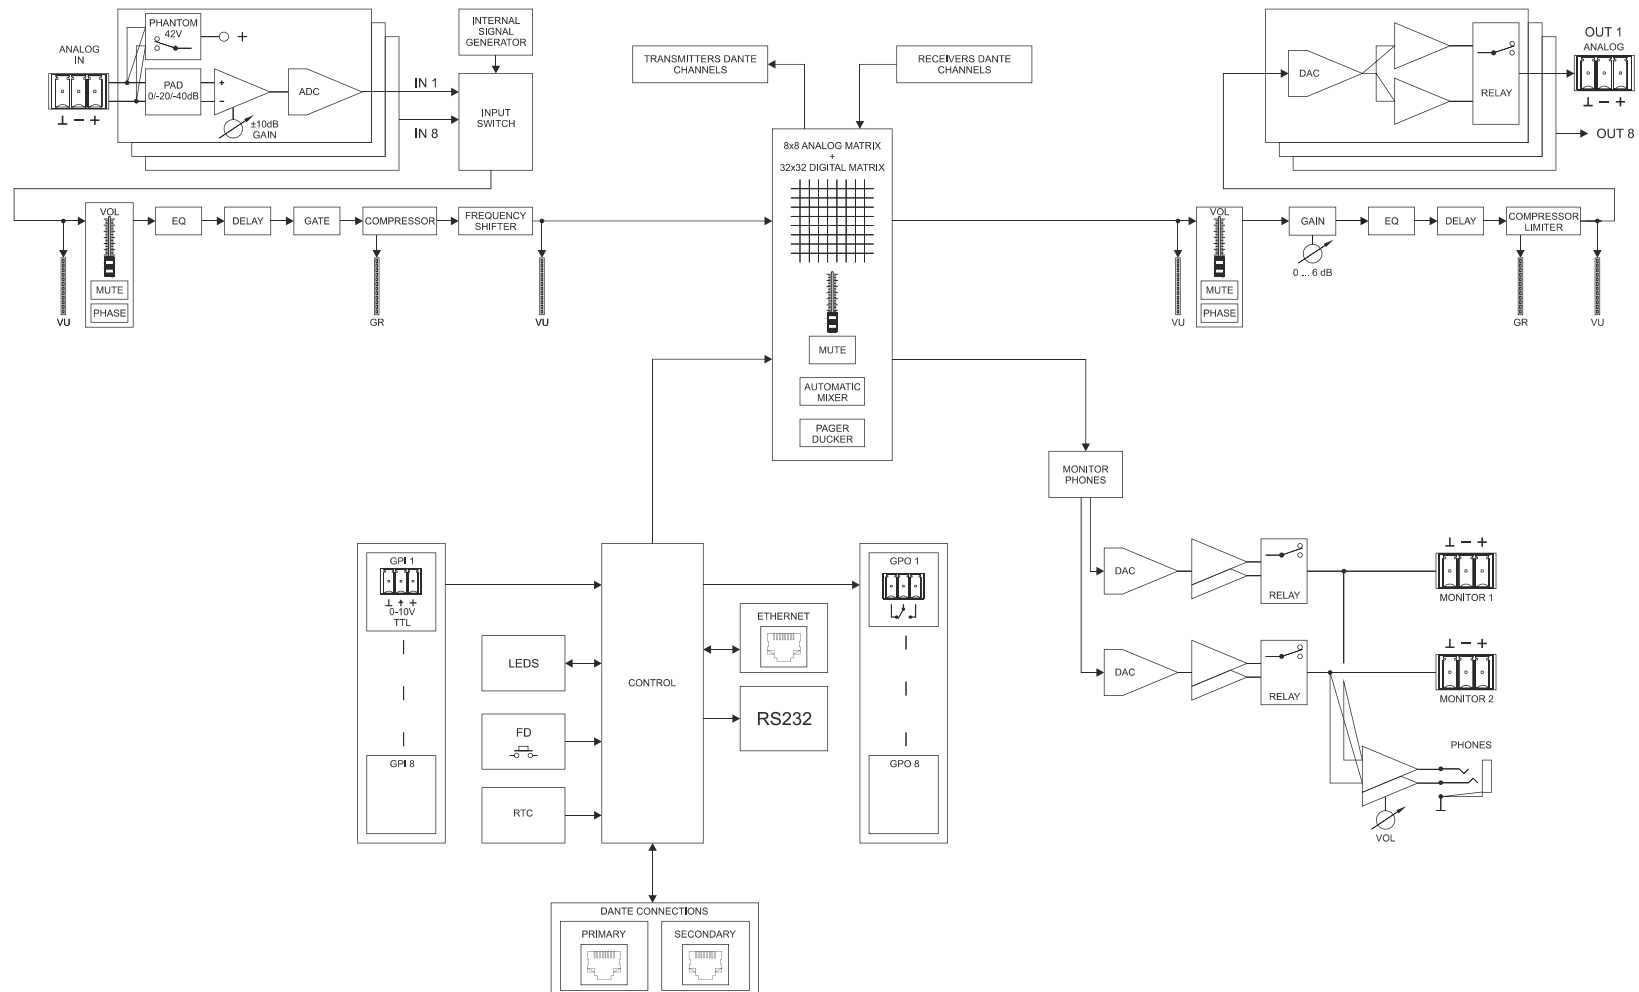 ANALOG
IN
⊥ − +
PHANTOM
42V
+
PAD
0/-20/-40dB
+
−
±10dB
GAIN
ADC
IN 1
IN 8
INTERNAL
SIGNAL
GENERATOR
INPUT
SWITCH
TRANSMITTERS DANTE
CHANNELS
RECEIVERS DANTE
CHANNELS
DAC
RELAY
OUT 1
ANALOG
⊥ − +
OUT 8
VU
VOL
MUTE
PHASE
EQ
DELAY
GATE
COMPRESSOR
GR
FREQUENCY
SHIFTER
VU
8x8 ANALOG MATRIX
+
32x32 DIGITAL MATRIX
MUTE
AUTOMATIC
MIXER
PAGER
DUCKER
VU
VOL
MUTE
PHASE
GAIN
0 ... 6 dB
EQ
DELAY
COMPRESSOR
LIMITER
GR
VU
MONITOR
PHONES
DAC
RELAY
⊥ − +
MONITOR 1
DAC
RELAY
⊥ − +
MONITOR 2
PHONES
VOL
GPI 1
⊥ ↑ +
0-10V
TTL
GPI 8
LEDS
FD
RTC
CONTROL
ETHERNET
RS232
GPO 1
GPO 8
DANTE CONNECTIONS
PRIMARY
SECONDARY